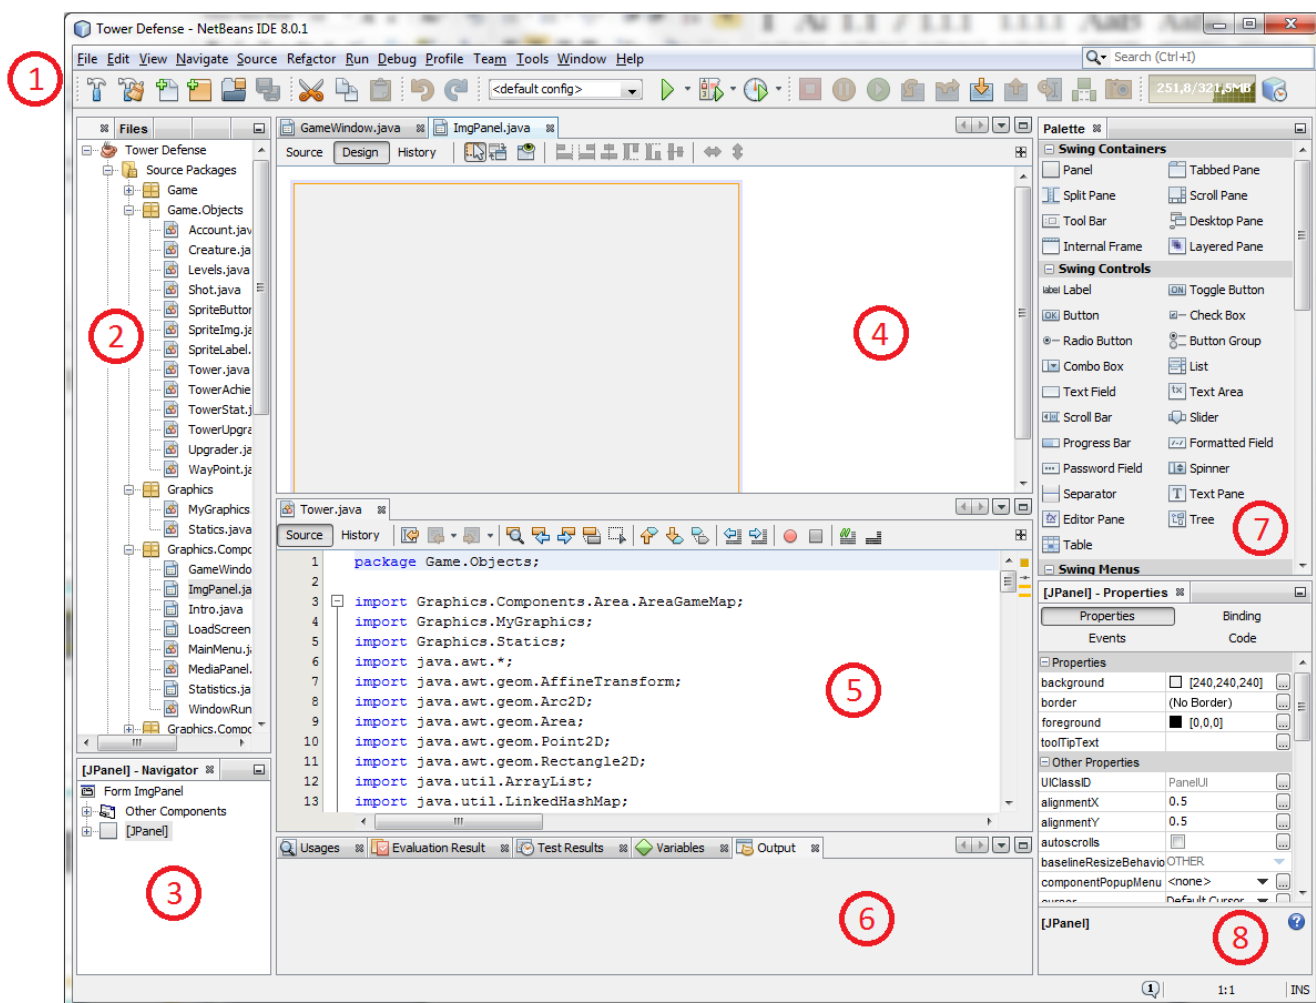 Tower Defense - NetBeans IDE 8.0.1
File Edit View Navigate Source Refactor Run Debug Profile Team Tools Window Help
Search (Ctrl+I)
1
<default config>
251,8/321,5MB
Files
Tower Defense
Source Packages
Game
Game.Objects
Account.jav
Creature.ja
Levels.java
Shot.java
SpriteButtor
SpriteImg.ja
SpriteLabel.
Tower.java
TowerAchie
TowerStat.j
TowerUpgra
Upgrader.ja
WayPoint.ja
Graphics
MyGraphics
Statics.java
Graphics.Compc
GameWindo
ImgPanel.ja
Intro.java
LoadScreen
MainMenu.j
MediaPanel.
Statistics.ja
WindowRun
Graphics.Compc
2
[JPanel] - Navigator
Form ImgPanel
Other Components
[JPanel]
3
GameWindow.java ImgPanel.java
Source Design History
4
Tower.java
Source History
1 package Game.Objects;
2
3 import Graphics.Components.Area.AreaGameMap;
4 import Graphics.MyGraphics;
5 import Graphics.Statics;
6 import java.awt.*;
7 import java.awt.geom.AffineTransform;
8 import java.awt.geom.Arc2D;
9 import java.awt.geom.Area;
10 import java.awt.geom.Point2D;
11 import java.awt.geom.Rectangle2D;
12 import java.util.ArrayList;
13 import java.util.LinkedHashMap;
5
Usages Evaluation Result Test Results Variables Output
6
Palette
Swing Containers
Panel Tabbed Pane
Split Pane Scroll Pane
Tool Bar Desktop Pane
Internal Frame Layered Pane
Swing Controls
label Label ON Toggle Button
OK Button Check Box
Radio Button Button Group
Combo Box List
Text Field tx Text Area
Scroll Bar Slider
Progress Bar Formatted Field
Password Field Spinner
Separator T Text Pane
Editor Pane Tree
Table
Swing Menus
7
[JPanel] - Properties
Properties Binding
Events Code
Properties
background [240,240,240] ...
border (No Border) ...
foreground [0,0,0] ...
toolTipText ...
Other Properties
UIClassID PanelUI ...
alignmentX 0.5 ...
alignmentY 0.5 ...
autoscrolls ...
baselineResizeBehavio OTHER
componentPopupMenu <none> ...
cursor Default Cursor
[JPanel]
8
1 1:1 INS